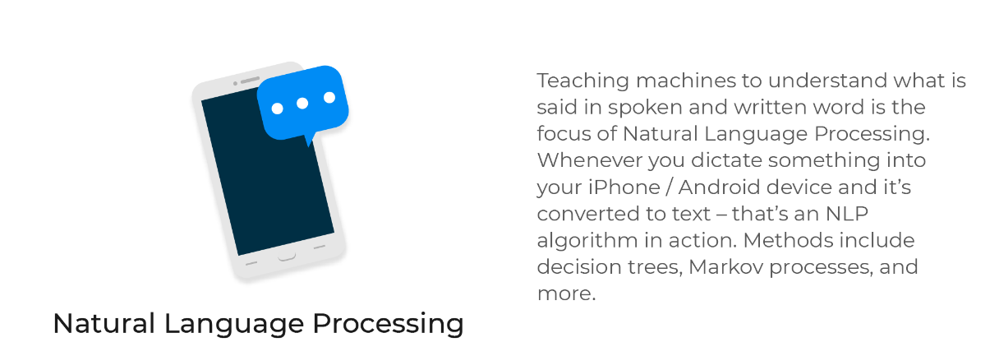 Teaching machines to understand what is
said in spoken and written word is the
focus of Natural Language Processing.
Whenever you dictate something into
your iPhone / Android device and it’s
converted to text – that’s an NLP
algorithm in action. Methods include
decision trees, Markov processes, and
more.
Natural Language Processing